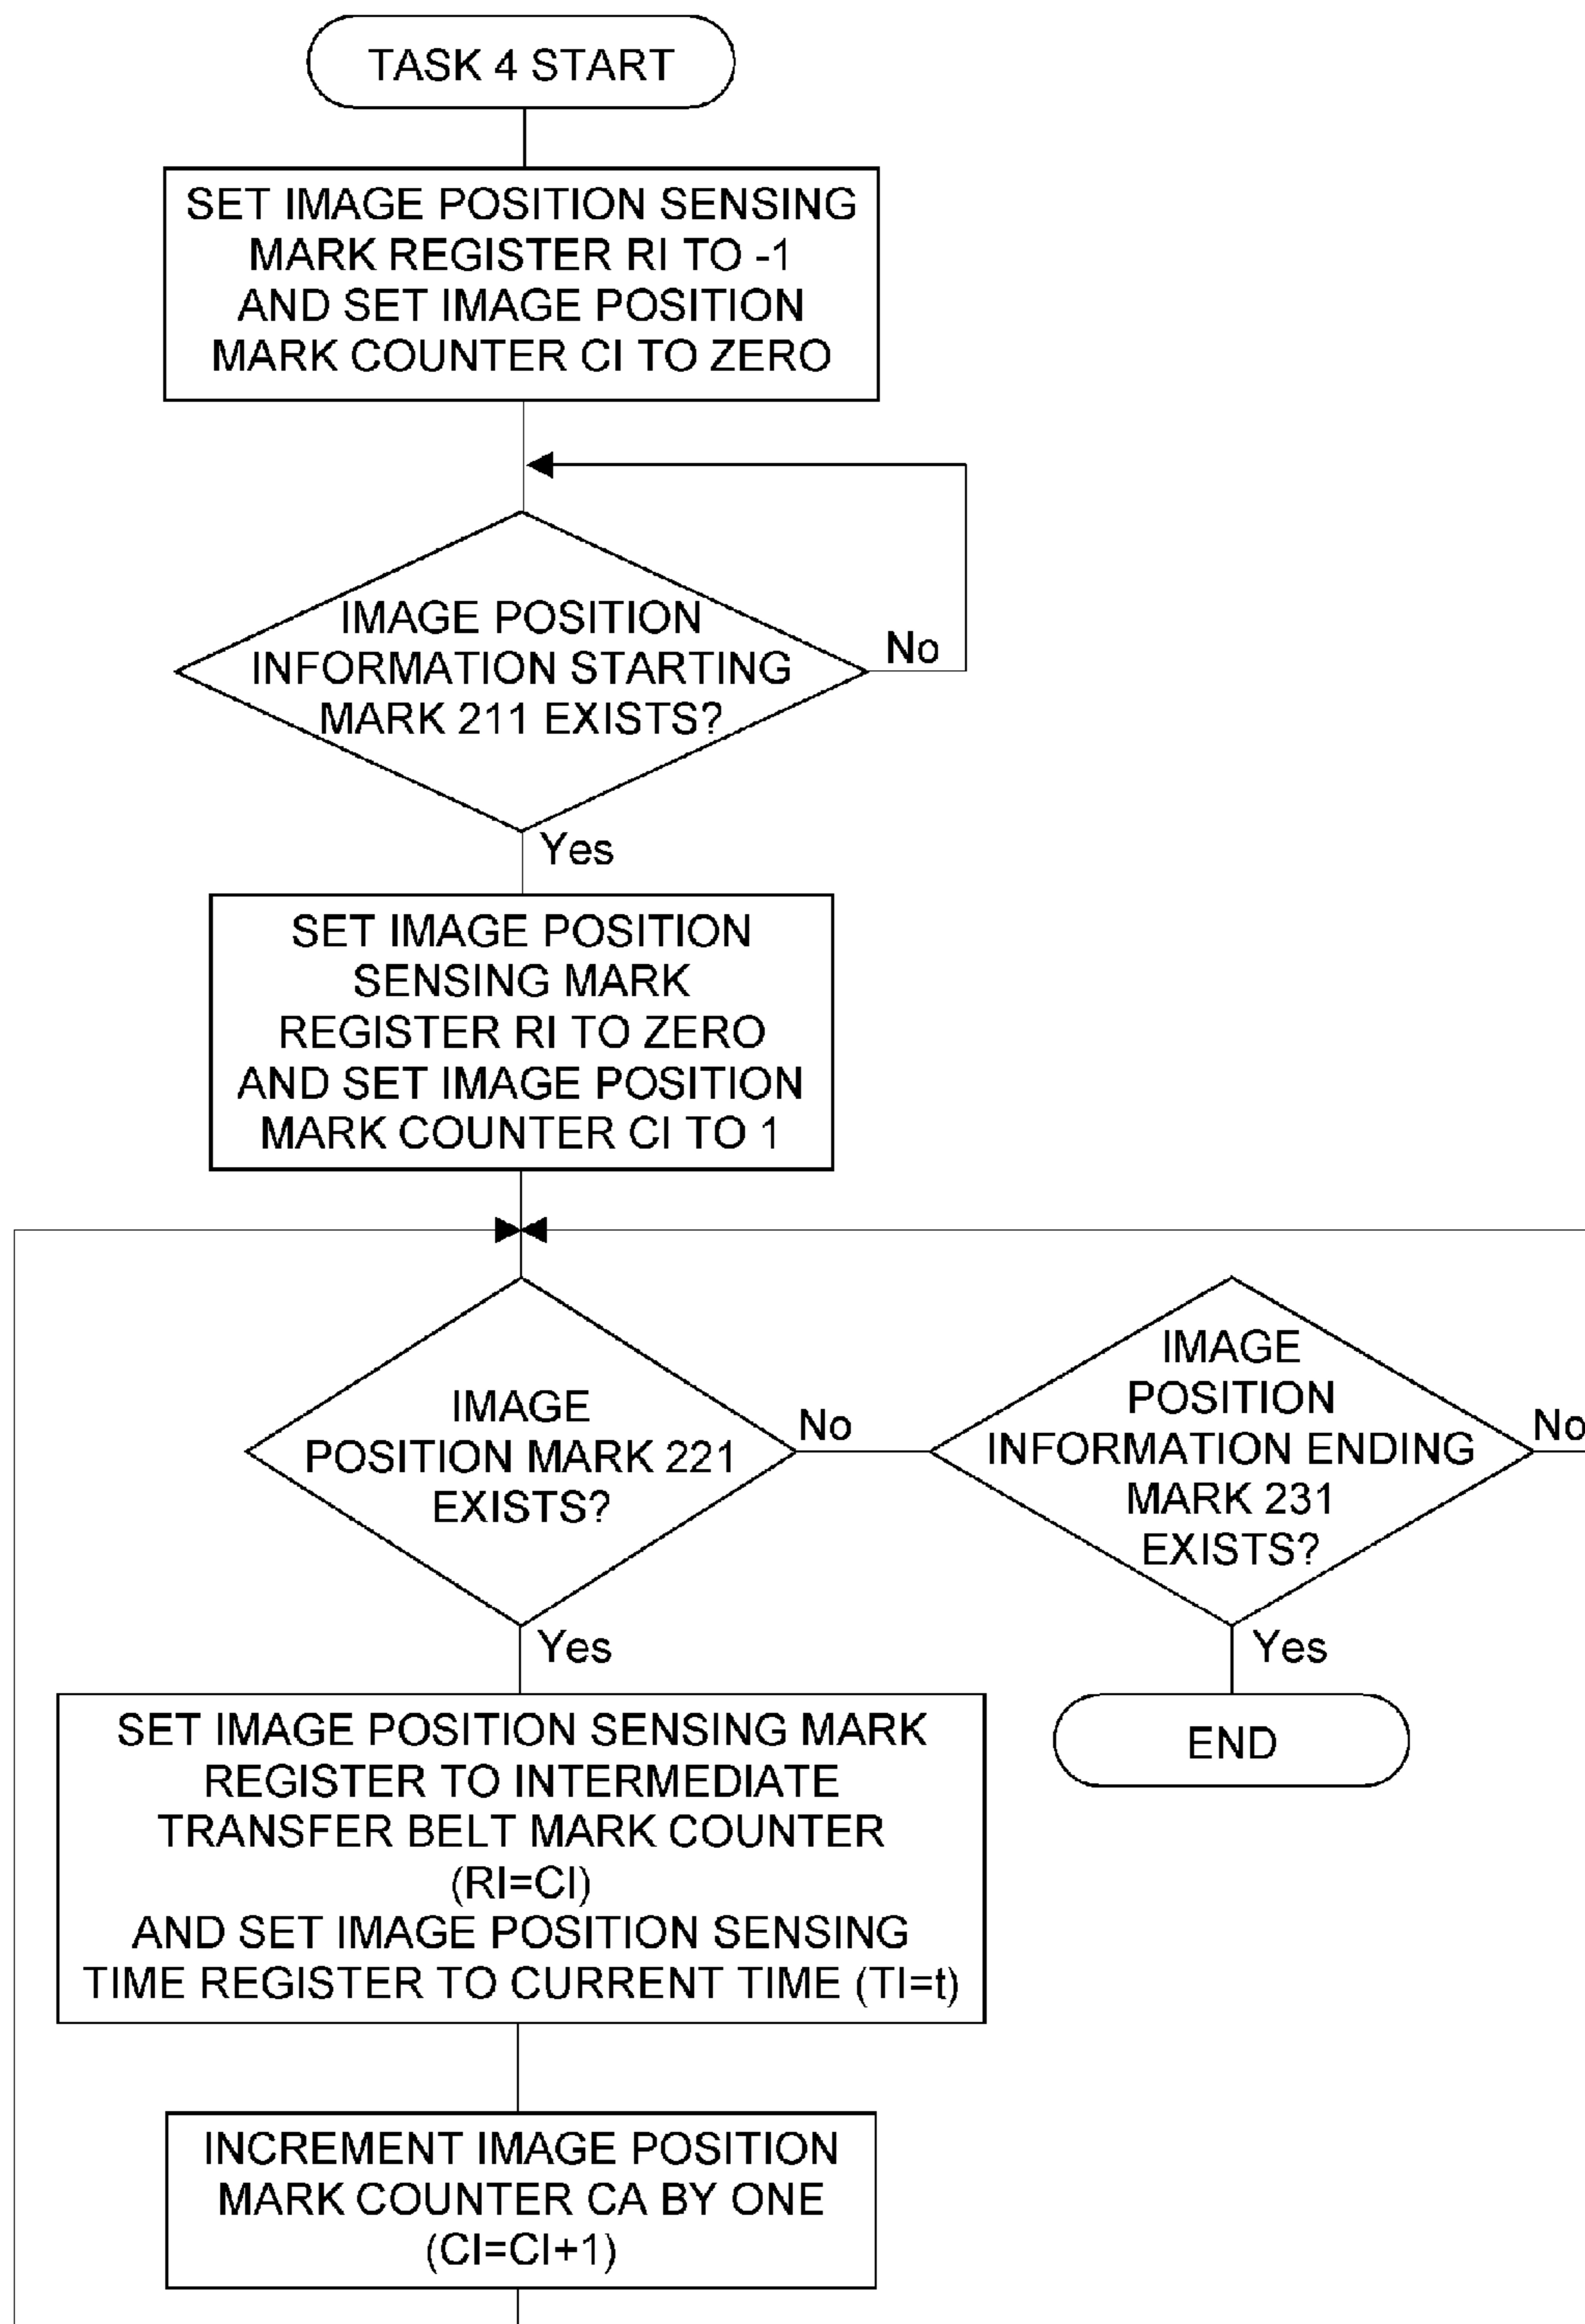 TASK 4 START
SET IMAGE POSITION SENSING
MARK REGISTER RI TO -1
AND SET IMAGE POSITION
MARK COUNTER CI TO ZERO
IMAGE POSITION
INFORMATION STARTING
MARK 211 EXISTS?
No
Yes
SET IMAGE POSITION
SENSING MARK
REGISTER RI TO ZERO
AND SET IMAGE POSITION
MARK COUNTER CI TO 1
IMAGE
POSITION MARK 221
EXISTS?
No
IMAGE
POSITION
INFORMATION ENDING
MARK 231
EXISTS?
No
Yes
Yes
SET IMAGE POSITION SENSING MARK
REGISTER TO INTERMEDIATE
TRANSFER BELT MARK COUNTER
(RI=CI)
AND SET IMAGE POSITION SENSING
TIME REGISTER TO CURRENT TIME (TI=t)
END
INCREMENT IMAGE POSITION
MARK COUNTER CA BY ONE
(CI=CI+1)